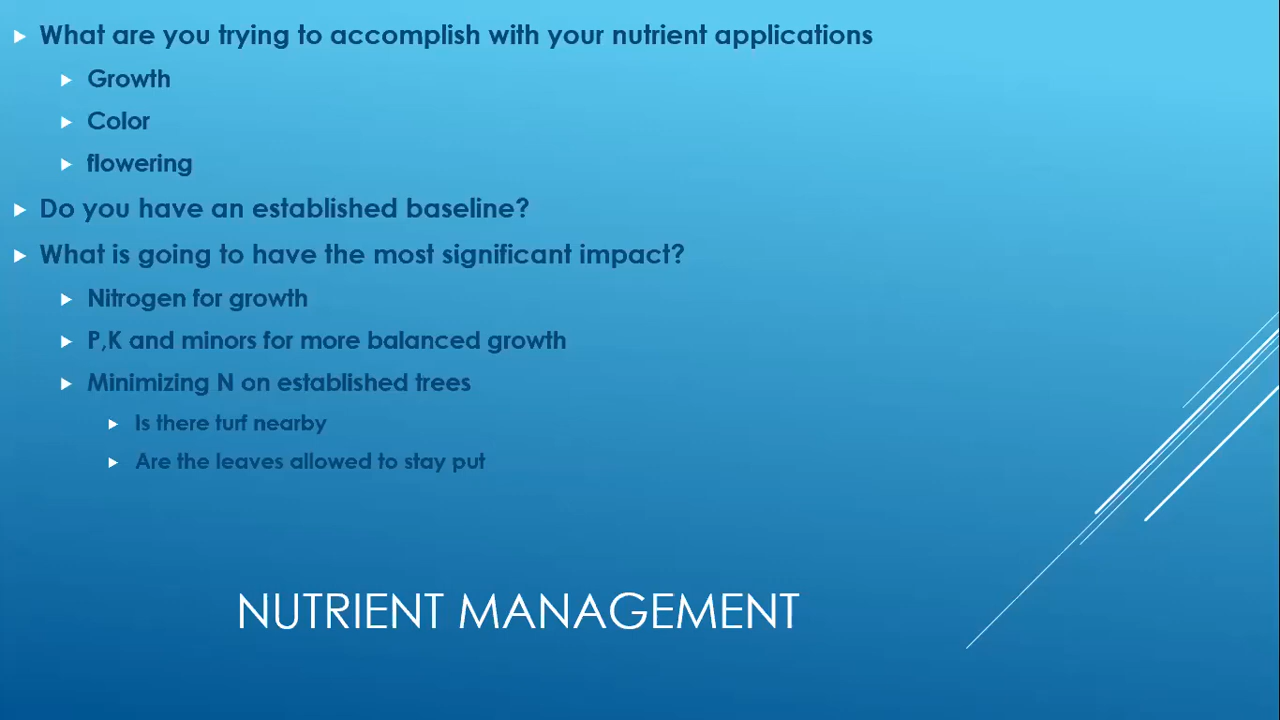 What are you trying to accomplish with your nutrient applications
Growth
Color
flowering
Do you have an established baseline?
What is going to have the most significant impact?
Nitrogen for growth
P,K and minors for more balanced growth
Minimizing N on established trees
Is there turf nearby
Are the leaves allowed to stay put
NUTRIENT MANAGEMENT